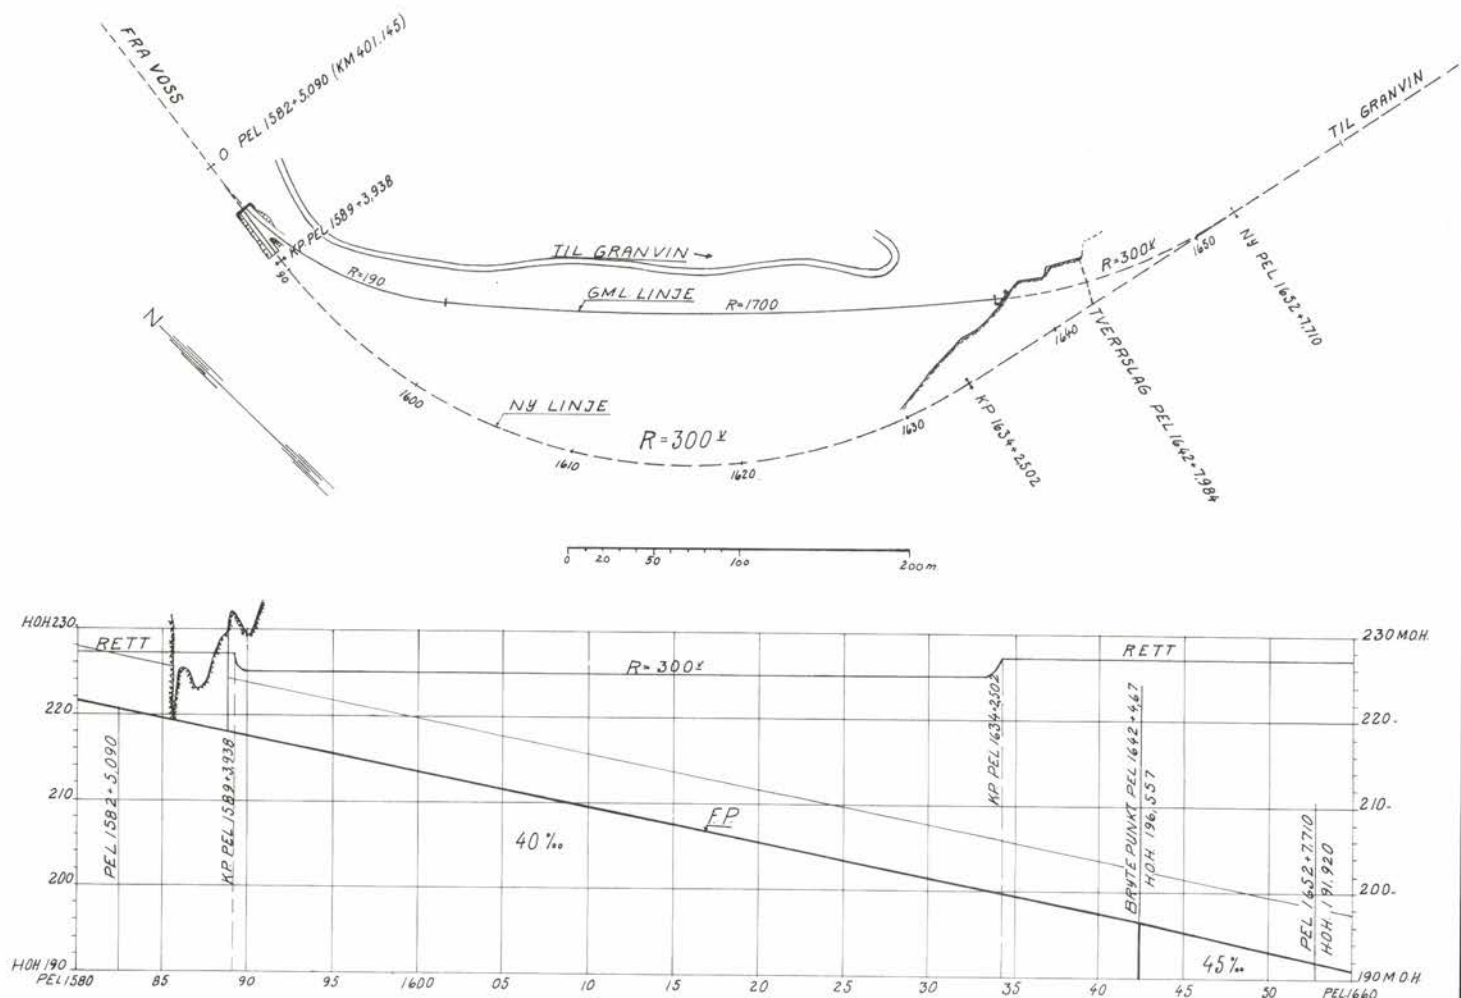 FRA VOSS
O PEL 1582+5.090 (KM 401.145)
KP. PEL 1589+3,938
90
R=190
TIL GRANVIN →
GML. LINJE
R=1700
R=300 ˣ
1650
TIL GRANVIN
NY PEL 1652+7.710
1640
TVERRSLAG PEL 1642+7.984
N
1600
NY LINJE
R=300 ˣ
1610
1620
1630
KP 1634+2502
0 20 50 100 200 m.
HOH 230
RETT
R=300 ˣ
RETT
230 M.O.H.
220
220.
PEL 1582+5.090
KP. PEL 1589+3938
KP PEL 1634+2,502
BRYTEPUNKT PEL 1642+4,67
H.O.H. 196,557
210
210.
F.P.
40 ‰
200
200.
PEL 1652+7.710
HOH. 191.920
45 ‰
HOH 190
190 M.O.H.
PEL 1580 85 90 95 1600 05 10 15 20 25 30 35 40 45 50 PEL 1660